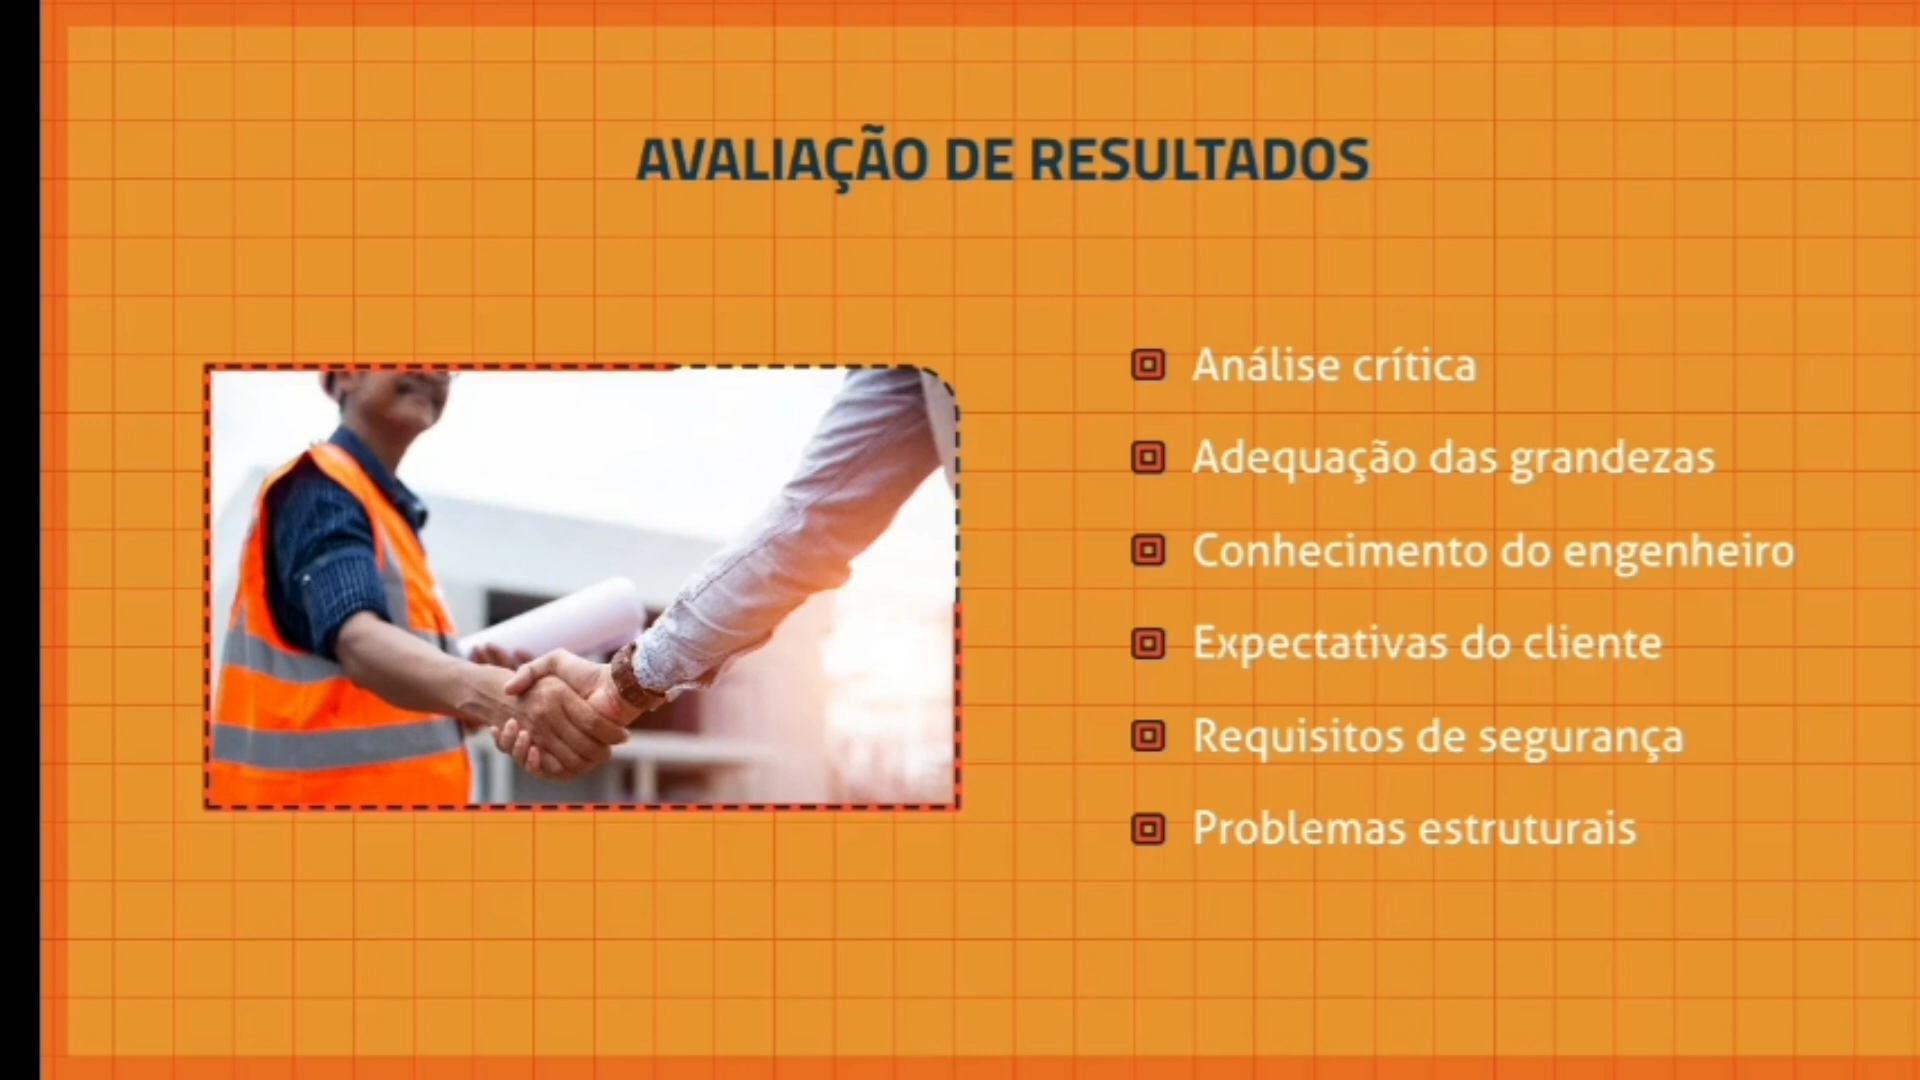 AVALIAÇÃO DE RESULTADOS
Análise crítica
Adequação das grandezas
Conhecimento do engenheiro
Expectativas do cliente
Requisitos de segurança
Problemas estruturais